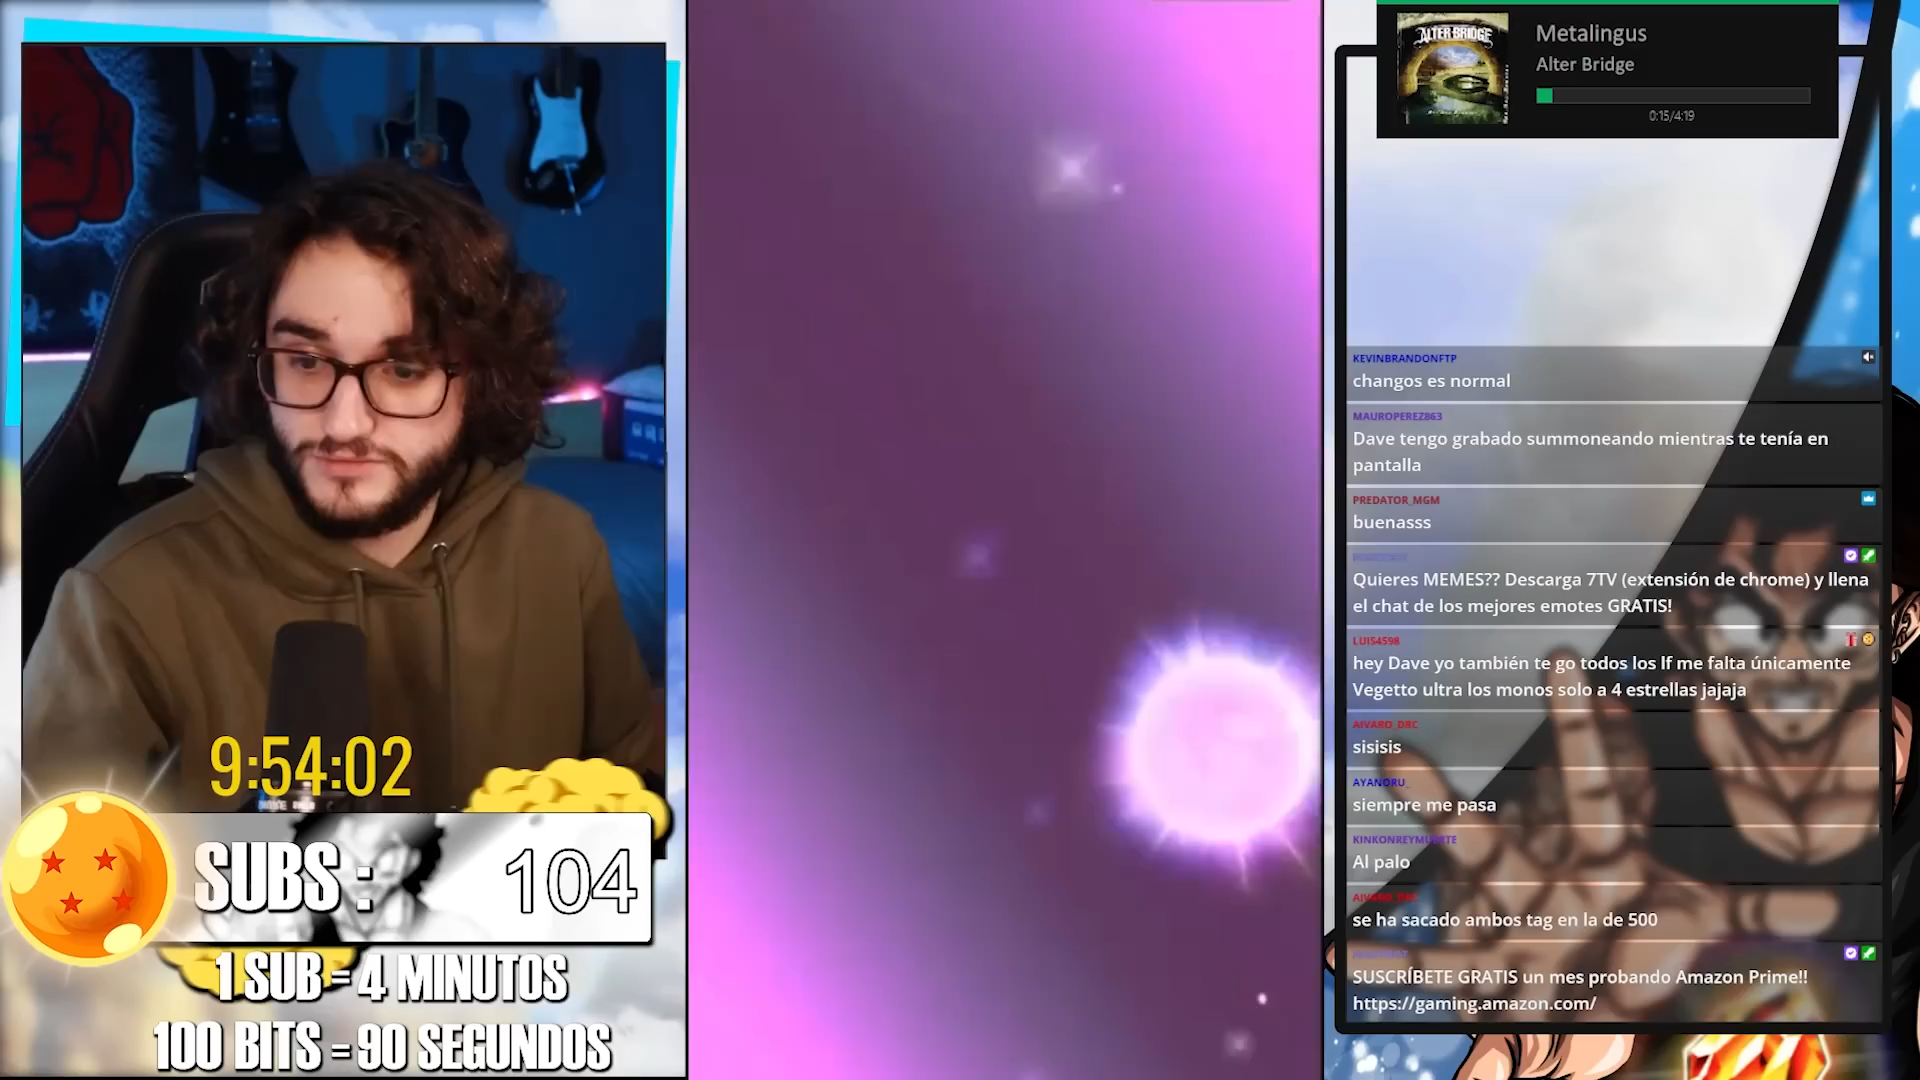 9:54:02
SUBS : 104
1 SUB = 4 MINUTOS
100 BITS = 90 SEGUNDOS
ALTER BRIDGE
Metalingus
Alter Bridge
0:15/4:19
KEVINBRANDONFTP
changos es normal
MAUROPEREZ863
Dave tengo grabado summoneando mientras te tenía en
pantalla
PREDATOR_MGM
buenasss
Quieres MEMES?? Descarga 7TV (extensión de chrome) y llena
el chat de los mejores emotes GRATIS!
LUIS4598
hey Dave yo también te go todos los lf me falta únicamente
Vegetto ultra los monos solo a 4 estrellas jajaja
AIVARO_DRC
sisisis
AYANORU_
siempre me pasa
KINKONREYMUERTE
Al palo
AIVARO_DRC
se ha sacado ambos tag en la de 500
SUSCRÍBETE GRATIS un mes probando Amazon Prime!!
https://gaming.amazon.com/